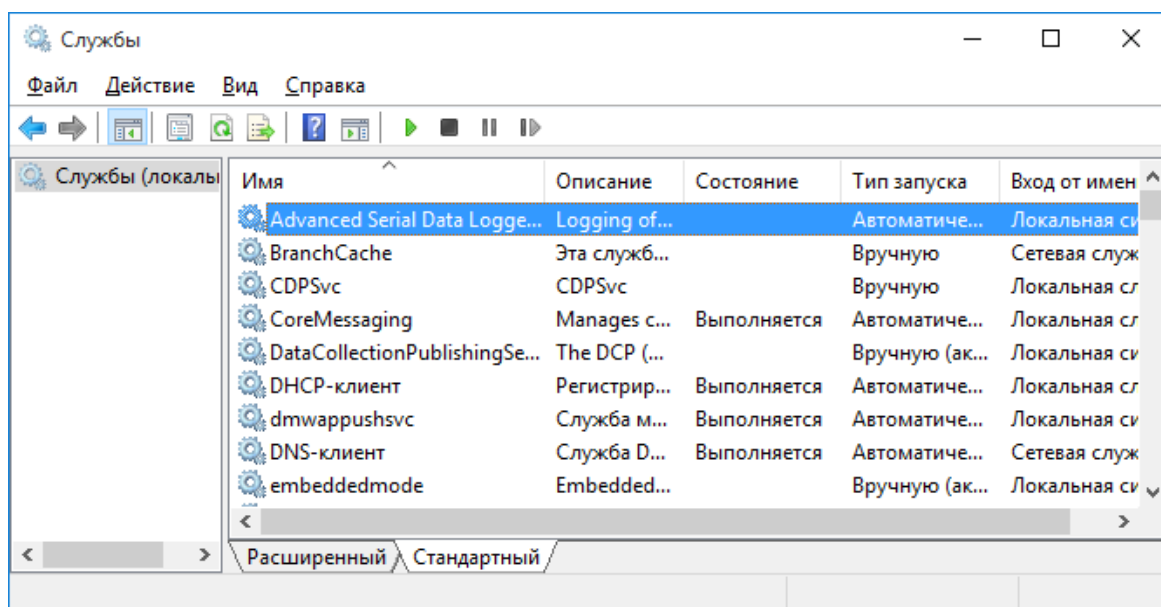 Службы
Файл Действие Вид Справка
Службы (локалы
Имя Описание Состояние Тип запуска Вход от имен
Advanced Serial Data Logge... Logging of... Автоматиче... Локальная си
BranchCache Эта служб... Вручную Сетевая служ
CDPSvc CDPSvc Вручную Локальная сл
CoreMessaging Manages c... Выполняется Автоматиче... Локальная сл
DataCollectionPublishingSe... The DCP (... Вручную (ак... Локальная си
DHCP-клиент Регистрир... Выполняется Автоматиче... Локальная сл
dmwappushsvc Служба м... Выполняется Автоматиче... Локальная си
DNS-клиент Служба D... Выполняется Автоматиче... Сетевая служ
embeddedmode Embedded... Вручную (ак... Локальная си
Расширенный Стандартный